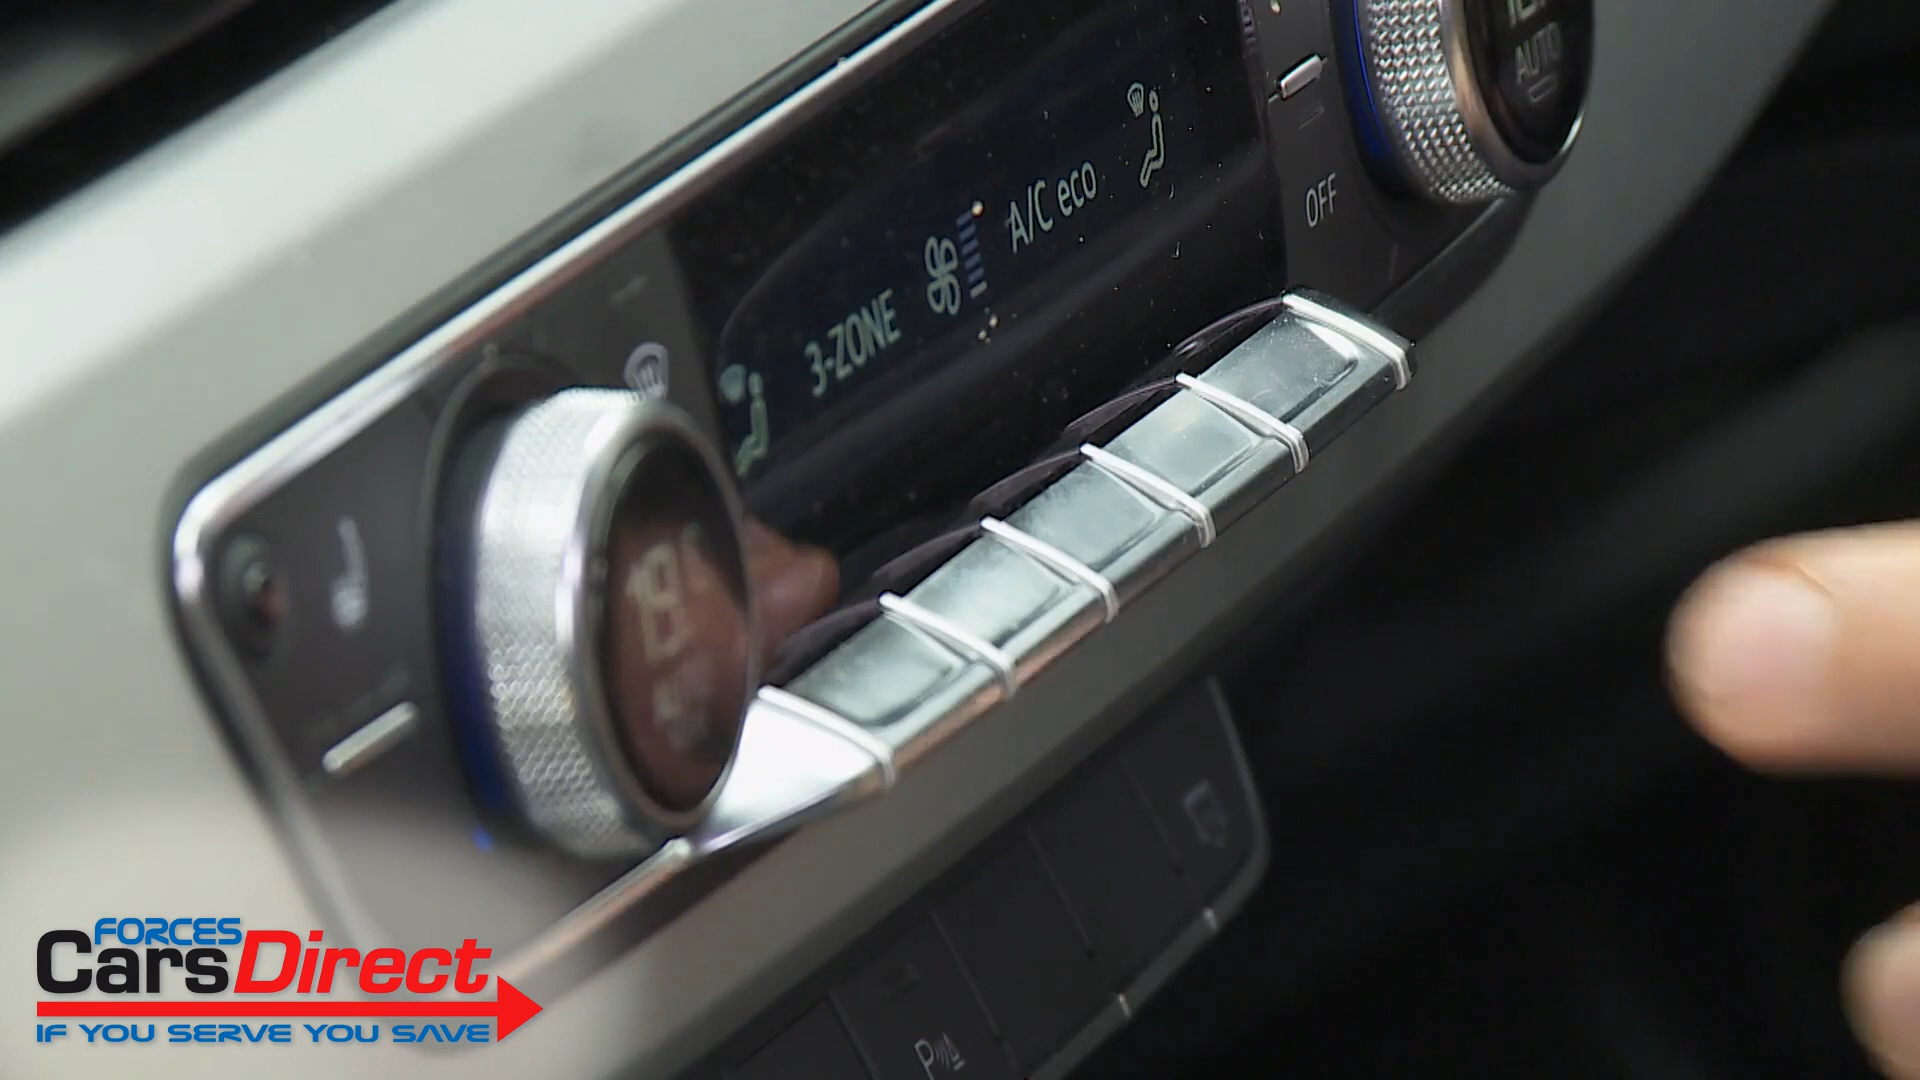 AUTO
OFF
A/C eco
3-ZONE
FORCES
CarsDirect
IF YOU SERVE YOU SAVE
P